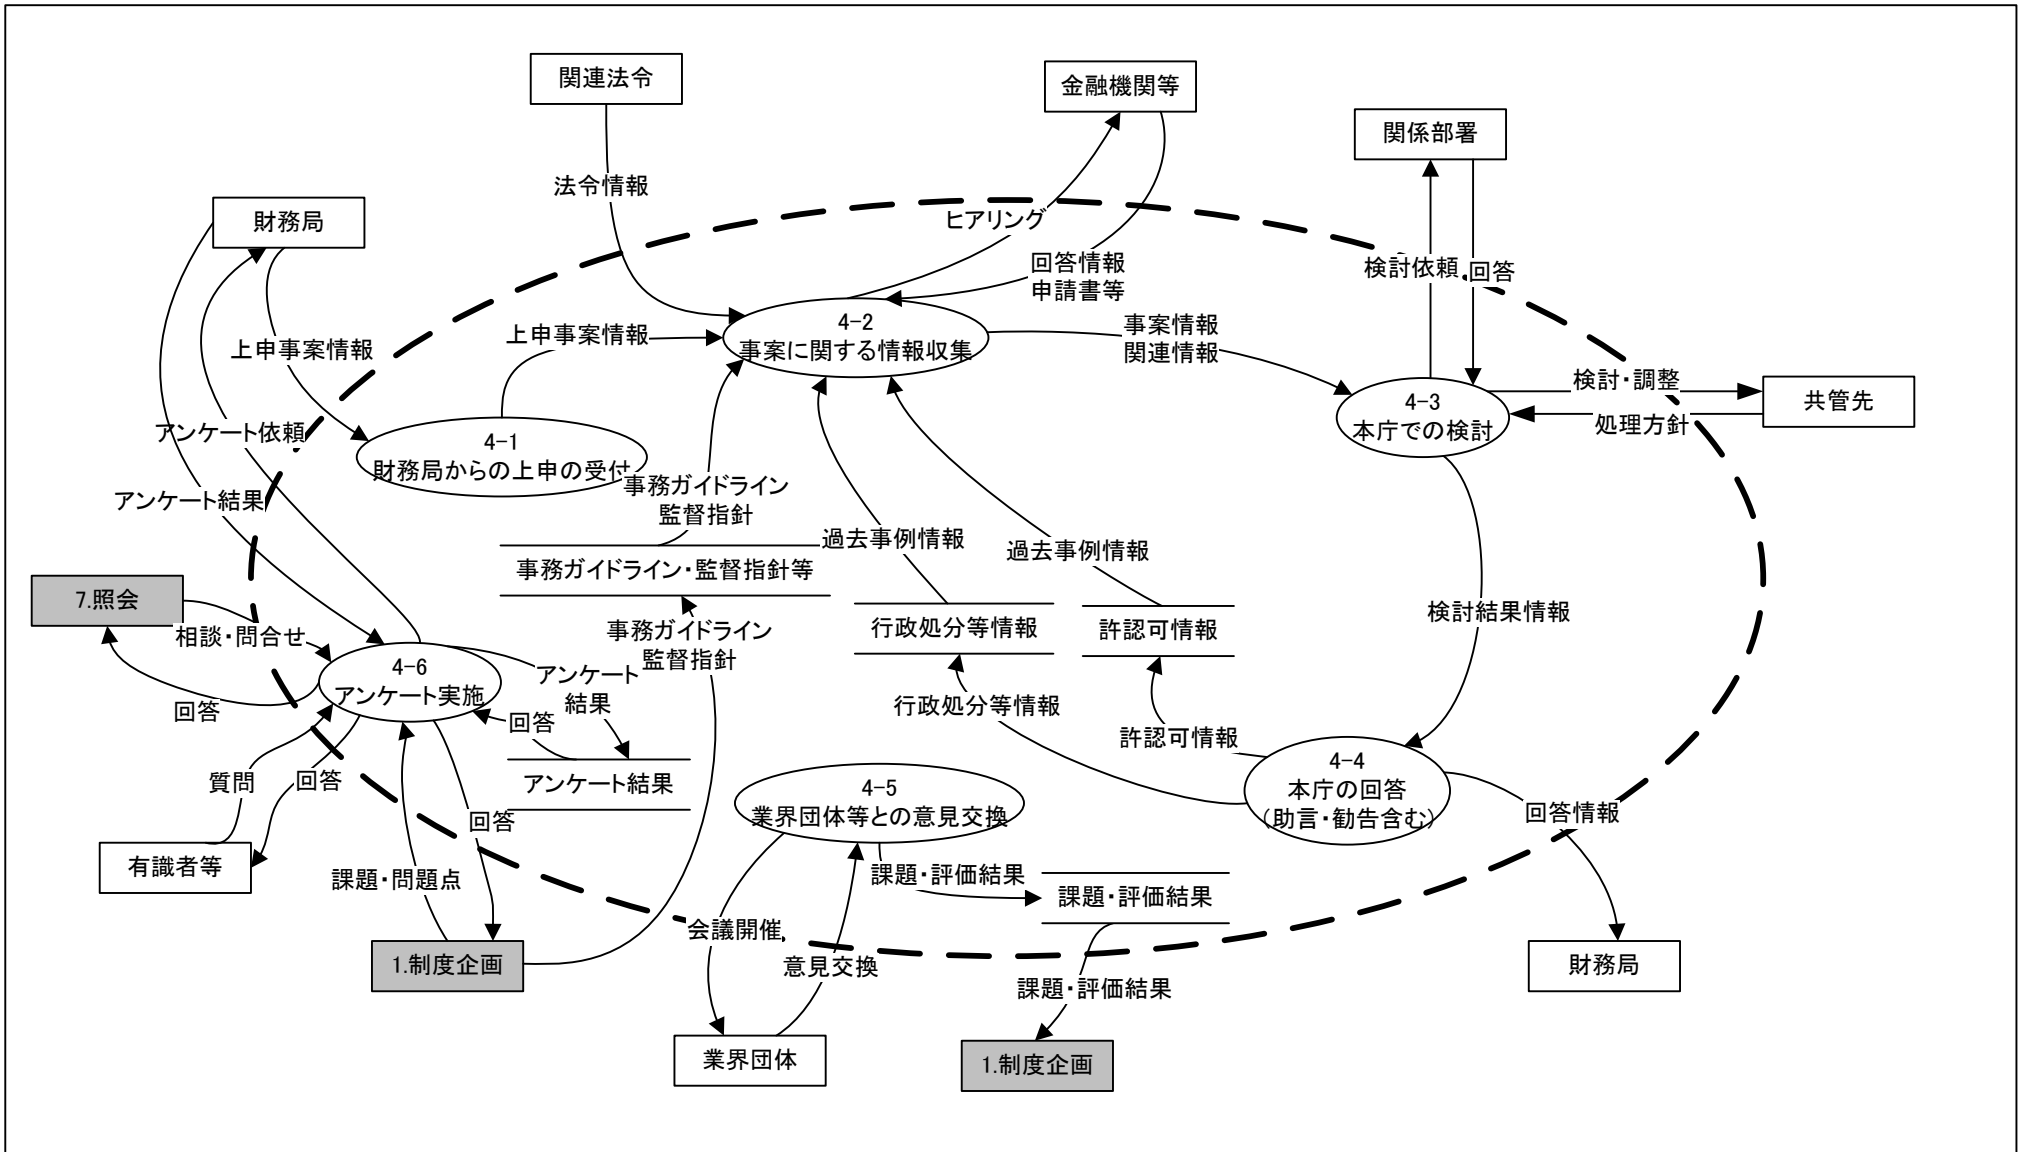 関連法令
金融機関等
関係部署
法令情報
財務局
ヒアリング
回答情報
申請書等
検討依頼
回答
上申事案情報
上申事案情報
4-2
事案に関する情報収集
事案情報
関連情報
検討・調整
共管先
処理方針
4-3
本庁での検討
アンケート依頼
4-1
財務局からの上申の受付
アンケート結果
事務ガイドライン
監督指針
過去事例情報
過去事例情報
事務ガイドライン・監督指針等
7.照会
相談・問合せ
事務ガイドライン
監督指針
行政処分等情報
許認可情報
検討結果情報
4-6
アンケート実施
アンケート
結果
回答
回答
行政処分等情報
許認可情報
質問
回答
アンケート結果
4-5
業界団体等との意見交換
4-4
本庁の回答
(助言・勧告含む)
回答情報
回答
有識者等
課題・問題点
課題・評価結果
課題・評価結果
会議開催
意見交換
1.制度企画
課題・評価結果
財務局
業界団体
1.制度企画